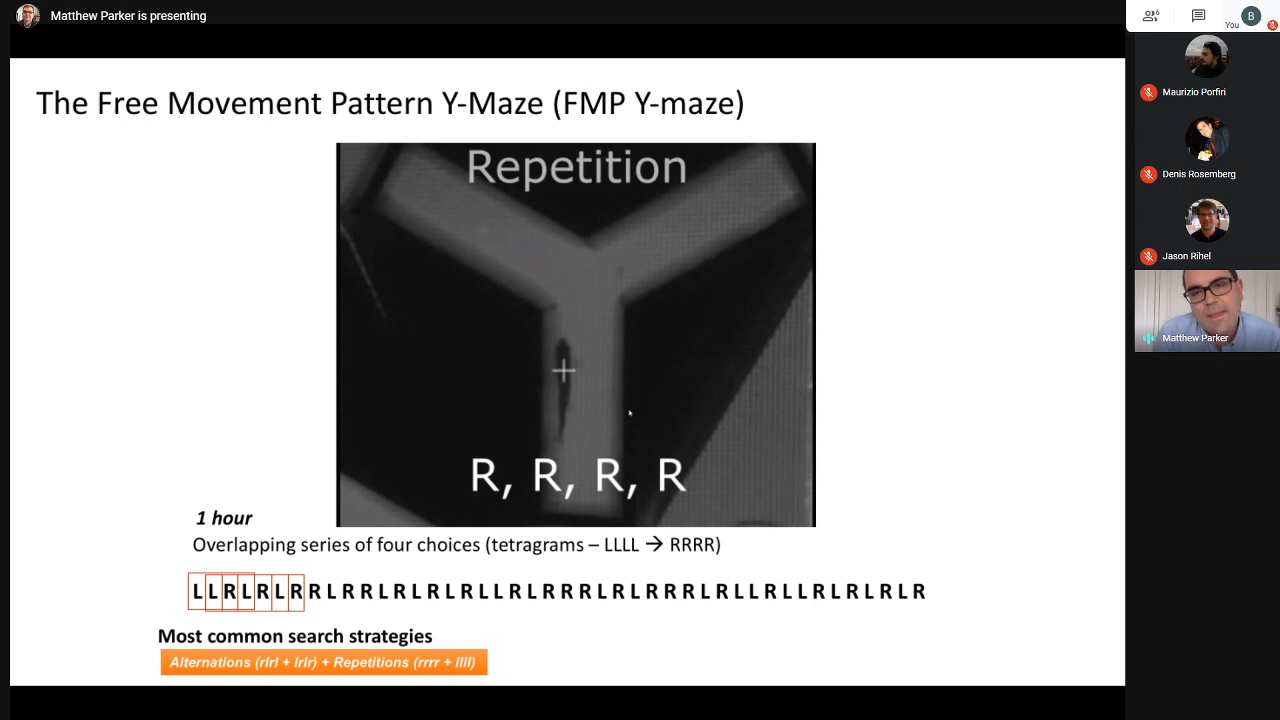 Matthew Parker is presenting
6
You
B
The Free Movement Pattern Y-Maze (FMP Y-maze)
Maurizio Porfiri
Repetition
Denis Rosemberg
Jason Rihel
Matthew Parker
R, R, R, R
1 hour
Overlapping series of four choices (tetragrams – LLLL → RRRR)
L L R L R L R R L R R L R L R L R L L R L R R R L R L R R R L R L L R L L R L R L R L R
Most common search strategies
Alternations (rlrl + lrlr) + Repetitions (rrrr + llll)